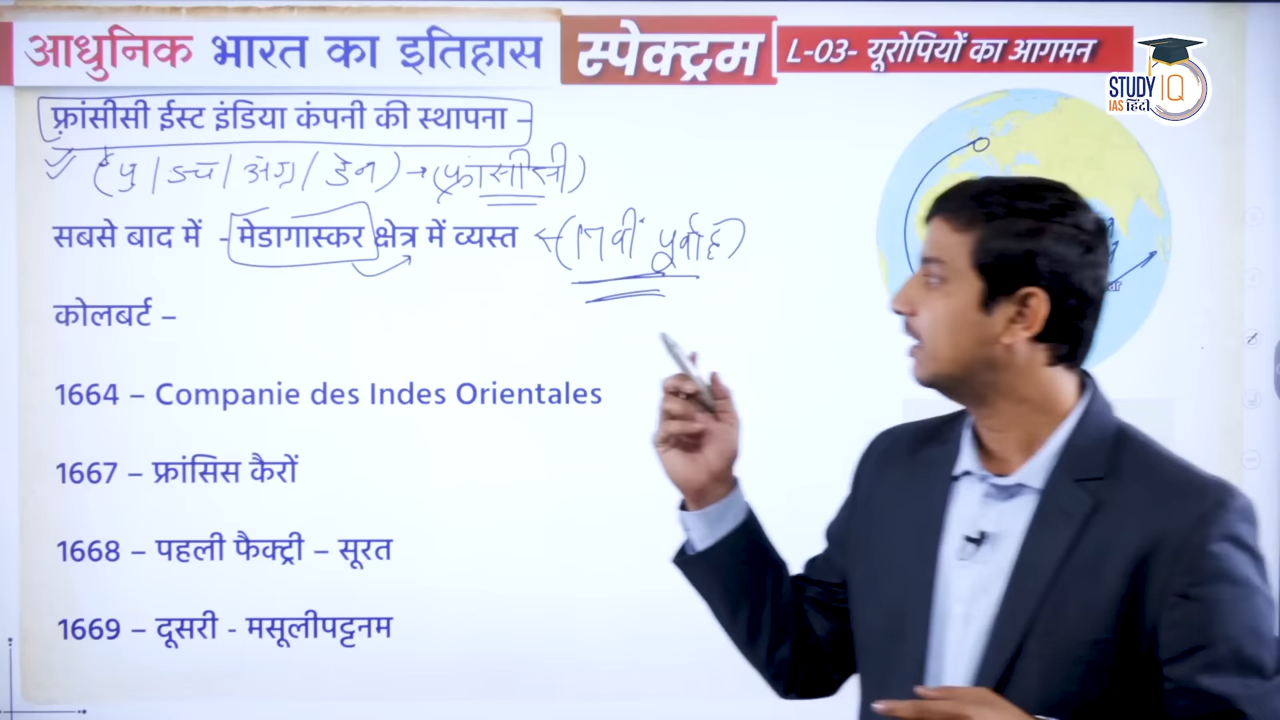 आधुनिक भारत का इतिहास स्पेक्ट्रम L-03- यूरोपियों का आगमन
STUDY IQ
IAS हिंदी
फ्रांसीसी ईस्ट इंडिया कंपनी की स्थापना –
पु / डच / अंग्र / डेन) → (फ्रांसीसी)
सबसे बाद में - मेडागास्कर क्षेत्र में व्यस्त ← (17वीं पूर्वार्द्ध)
कोलबर्ट –
1664 – Companie des Indes Orientales
1667 – फ्रांसिस कैरों
1668 – पहली फैक्ट्री – सूरत
1669 – दूसरी - मसूलीपट्टनम